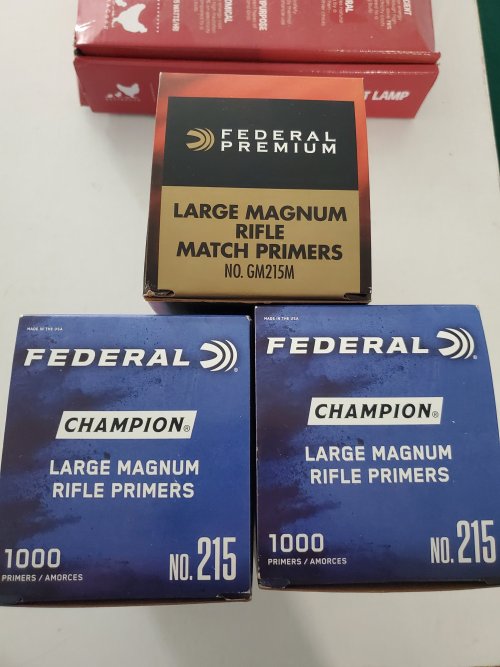 T LAMP
FEDERAL
PREMIUM
LARGE MAGNUM
RIFLE
MATCH PRIMERS
NO. GM215M
MADE IN THE USA
FEDERAL®
CHAMPION®
LARGE MAGNUM
RIFLE PRIMERS
1000
PRIMERS / AMORCES
NO. 215
MADE IN THE USA
FEDERAL®
CHAMPION®
LARGE MAGNUM
RIFLE PRIMERS
1000
PRIMERS / AMORCES
NO. 215